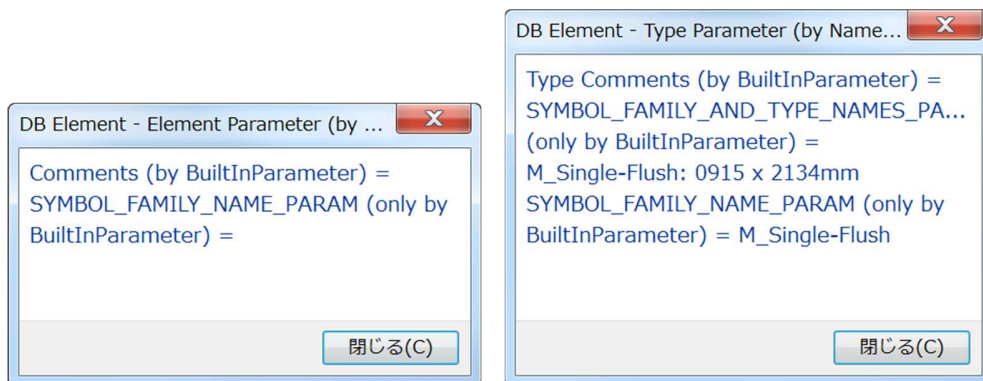 DB Element - Element Parameter (by ...
Comments (by BuiltInParameter) =
SYMBOL_FAMILY_NAME_PARAM (only by
BuiltInParameter) =
閉じる(C)
DB Element - Type Parameter (by Name...
Type Comments (by BuiltInParameter) =
SYMBOL_FAMILY_AND_TYPE_NAMES_PA...
(only by BuiltInParameter) =
M_Single-Flush: 0915 x 2134mm
SYMBOL_FAMILY_NAME_PARAM (only by
BuiltInParameter) = M_Single-Flush
閉じる(C)